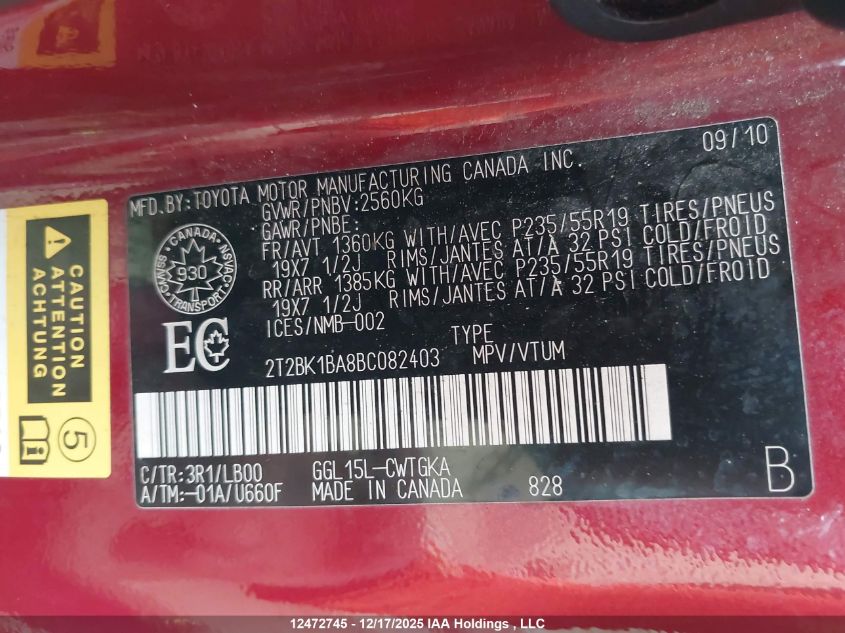 09/10
MFD.BY:TOYOTA MOTOR MANUFACTURING CANADA INC.
GVWR/PNBV:2560KG
GAWR/PNBE:
FR/AVT 1360KG WITH/AVEC P235/55R19 TIRES/PNEUS
19X7 1/2J RIMS/JANTES AT/A 32 PSI COLD/FROID
RR/ARR 1385KG WITH/AVEC P235/55R19 TIRES/PNEUS
19X7 1/2J RIMS/JANTES AT/A 32 PSI COLD/FROID
ICES/NMB-002
CANADA
CMVSS NSVAC
930
TRANSPORT
EC
TYPE
2T2BK1BA8BC082403 MPV/VTUM
C/TR:3R1/LB00 GGL15L-CWTGKA
A/TM:-01A/U660F MADE IN CANADA 828 B
CAUTION
ATTENTION
ACHTUNG
5
i
12472745 - 12/17/2025 IAA Holdings , LLC